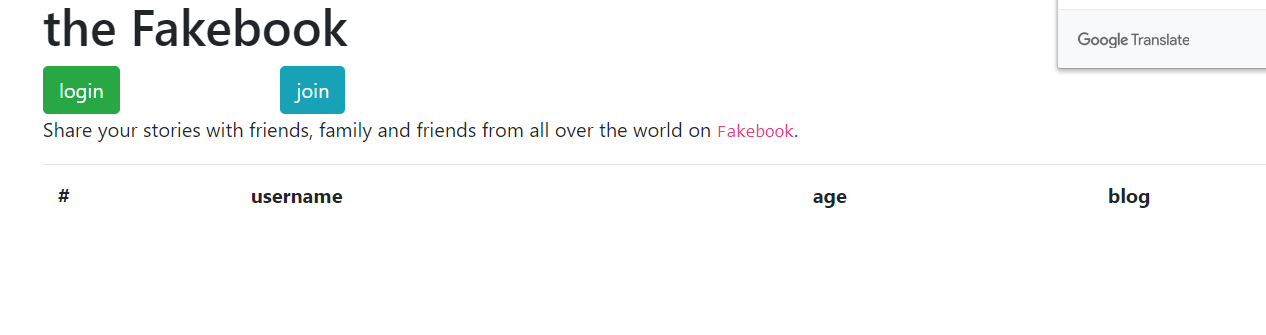 the Fakebook
Google Translate
login join
Share your stories with friends, family and friends from all over the world on Fakebook.
# username age blog